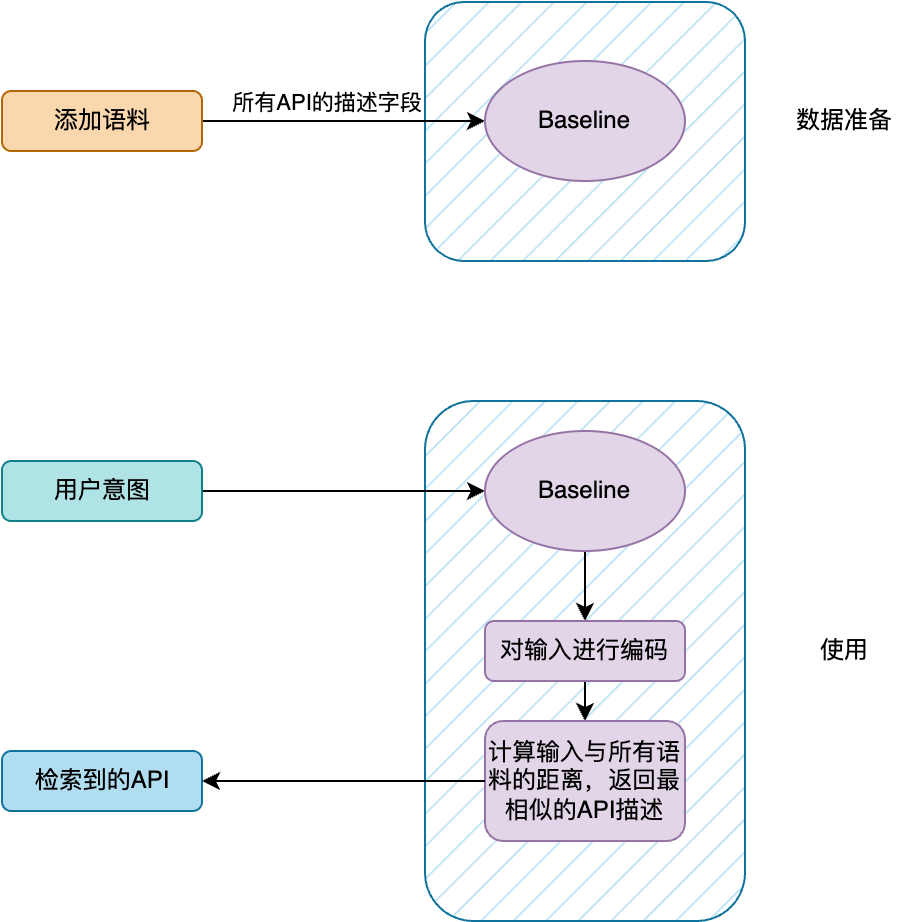 添加语料
所有API的描述字段
Baseline
数据准备
用户意图
Baseline
对输入进行编码
使用
检索到的API
计算输入与所有语
料的距离，返回最
相似的API描述